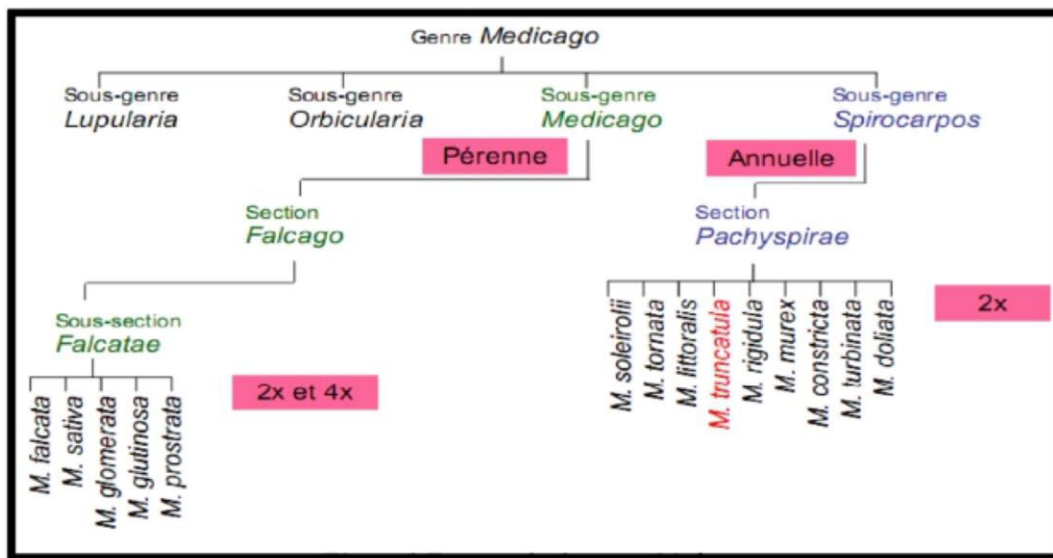 Genre Medicago
Sous-genre Lupularia
Sous-genre Orbicularia
Sous-genre Medicago
Sous-genre Spirocarpos
Pérenne
Annuelle
Section Falcago
Section Pachyspirae
Sous-section Falcatae
M. falcata
M. sativa
M. glomerata
M. glutinosa
M. prostrata
2x et 4x
M. soleirolii
M. tornata
M. littoralis
M. truncatula
M. rigidula
M. murex
M. constricta
M. turbinata
M. doliata
2x